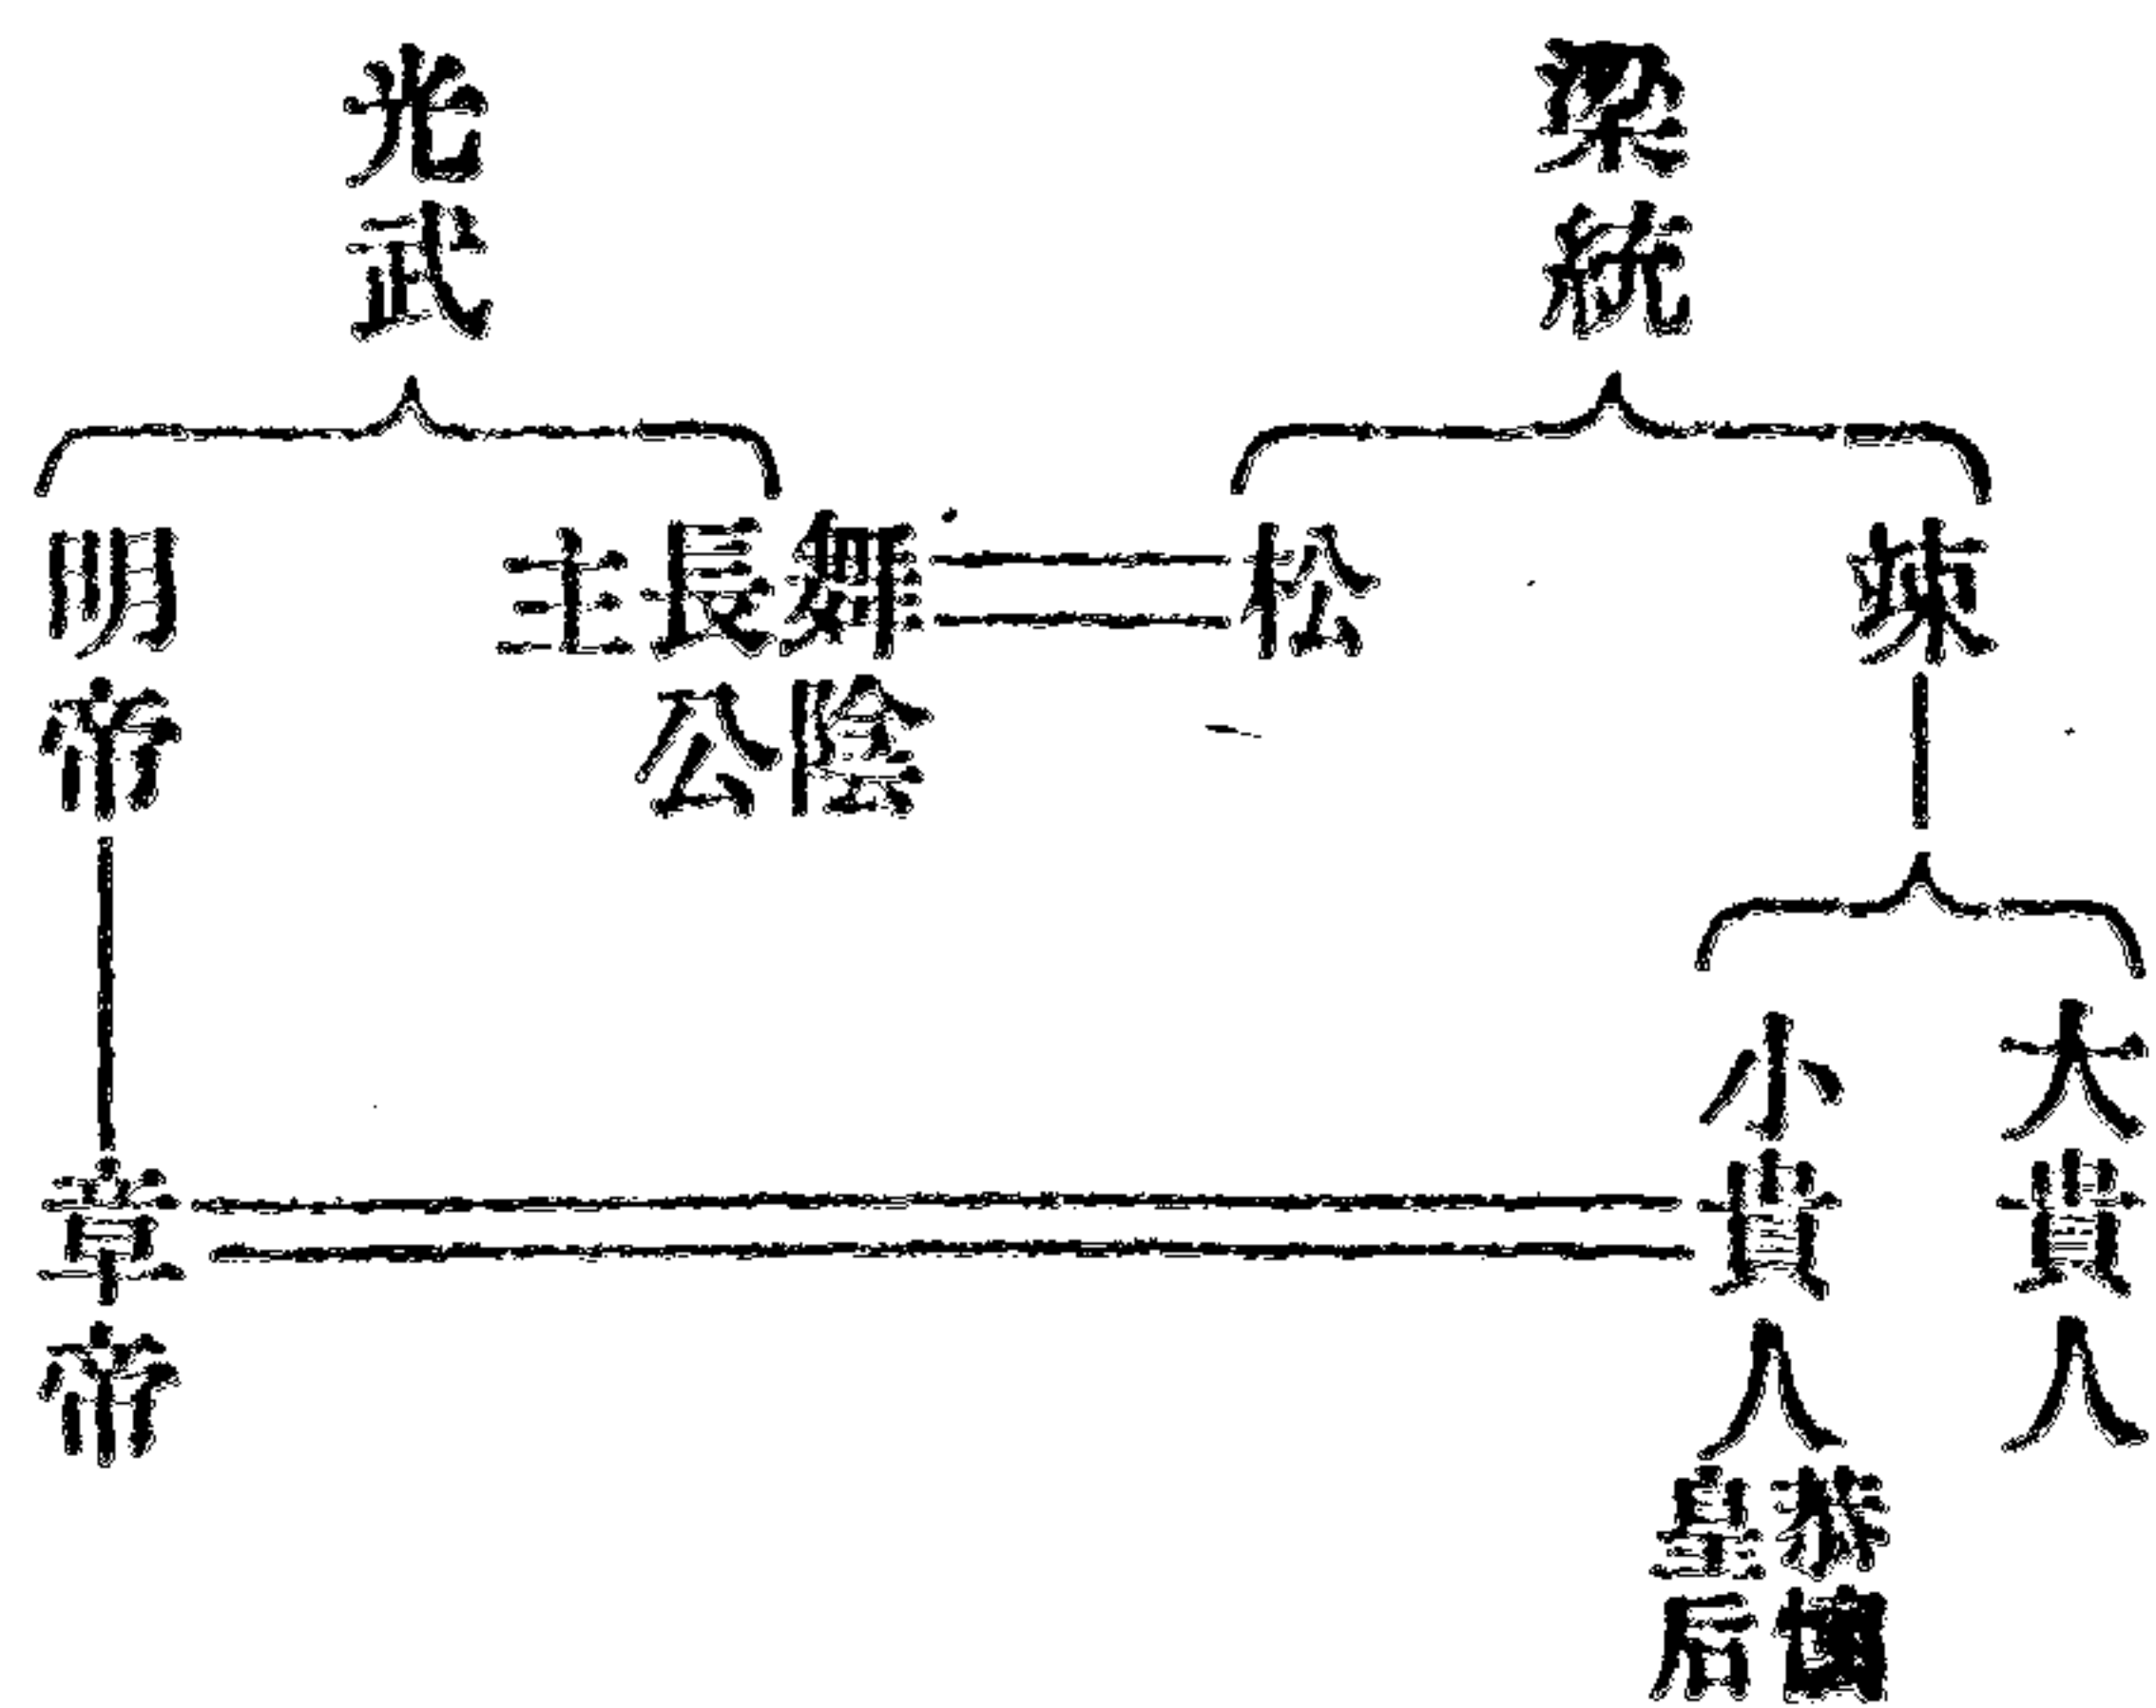 梁統
光武
竦
松
舞陰
長公
主
明帝
大貴人
小貴人
恭懷
皇后
章帝